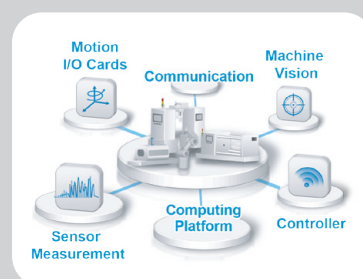 Motion
I/O Cards
Communication
Machine
Vision
Sensor
Measurement
Computing
Platform
Controller